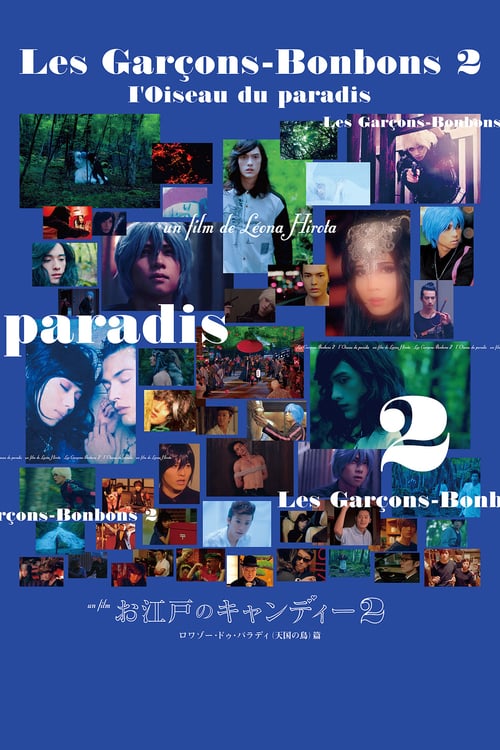 Les Garçons-Bonbons 2
l'Oiseau du paradis
Les Garçons-Bonbons
un film de Léona Hirota
paradis
2
Les Garçons-Bonb
rçons-Bonbons 2
un film お江戸のキャンディー2
ロワゾー・ドゥ・パラディ(天国の鳥)篇